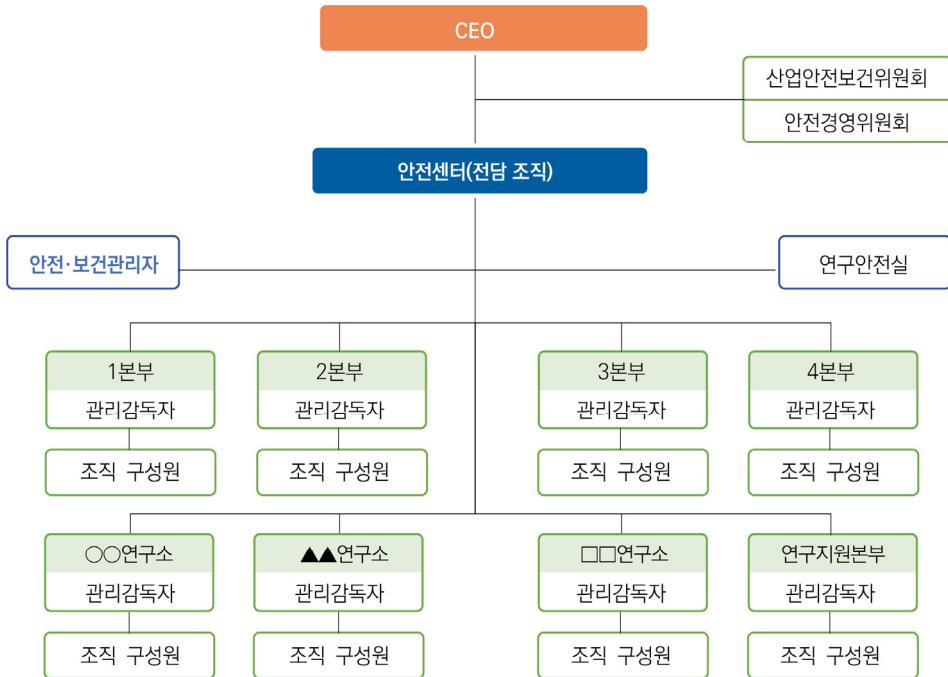 CEO
산업안전보건위원회
안전경영위원회
안전센터(전담 조직)
안전·보건관리자
연구안전실
1본부
2본부
3본부
4본부
관리감독자
관리감독자
관리감독자
관리감독자
조직 구성원
조직 구성원
조직 구성원
조직 구성원
○○연구소
▲▲연구소
□□연구소
연구지원본부
관리감독자
관리감독자
관리감독자
관리감독자
조직 구성원
조직 구성원
조직 구성원
조직 구성원